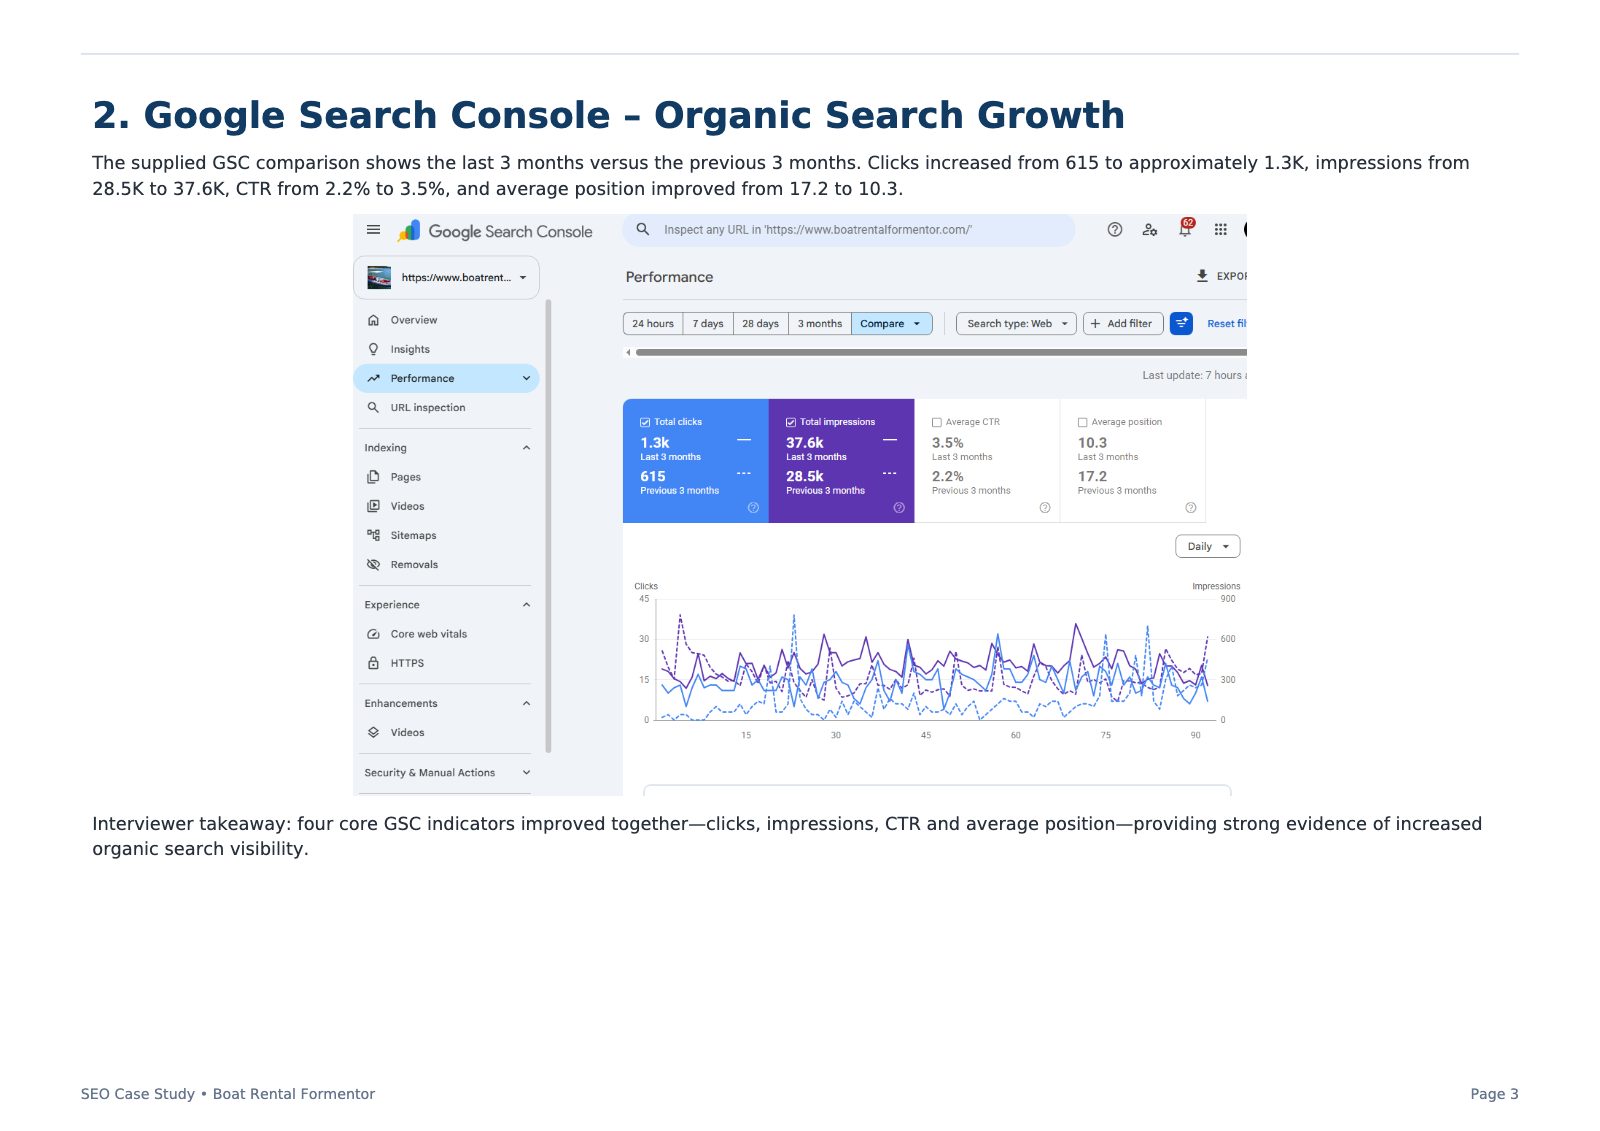 2. Google Search Console – Organic Search Growth
The supplied GSC comparison shows the last 3 months versus the previous 3 months. Clicks increased from 615 to approximately 1.3K, impressions from
28.5K to 37.6K, CTR from 2.2% to 3.5%, and average position improved from 17.2 to 10.3.
Google Search Console
Inspect any URL in 'https://www.boatrentalformentor.com/'
62
https://www.boatrent...
Performance
EXPOR
Overview
Insights
Performance
URL inspection
Indexing
Pages
Videos
Sitemaps
Removals
Experience
Core web vitals
HTTPS
Enhancements
Videos
Security & Manual Actions
24 hours 7 days 28 days 3 months Compare Search type: Web Add filter Reset fil
Last update: 7 hours a
Total clicks
1.3k
Last 3 months
615
Previous 3 months
Total impressions
37.6k
Last 3 months
28.5k
Previous 3 months
Average CTR
3.5%
Last 3 months
2.2%
Previous 3 months
Average position
10.3
Last 3 months
17.2
Previous 3 months
Daily
Clicks Impressions
45 900
30 600
15 300
0 0
15 30 45 60 75 90
Interviewer takeaway: four core GSC indicators improved together—clicks, impressions, CTR and average position—providing strong evidence of increased
organic search visibility.
SEO Case Study • Boat Rental Formentor Page 3